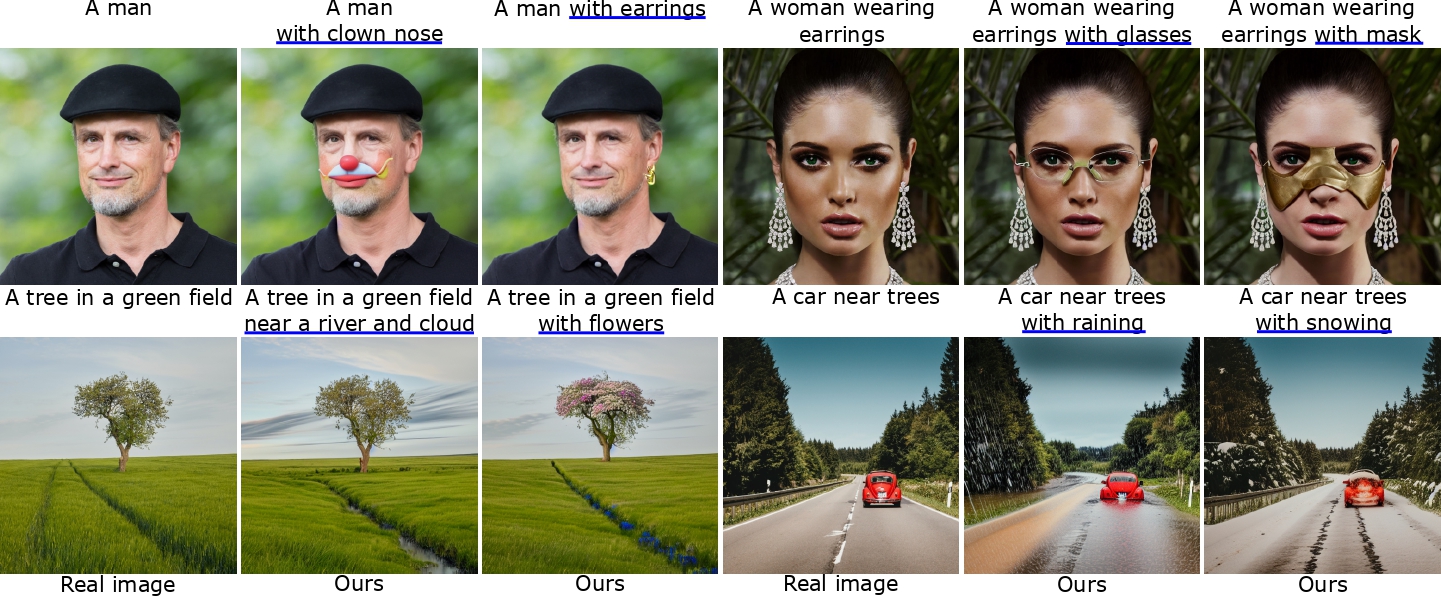 A man
A man
with clown nose
A man with earrings
A woman wearing
earrings
A woman wearing
earrings with glasses
A woman wearing
earrings with mask
A tree in a green field
A tree in a green field
near a river and cloud
A tree in a green field
with flowers
A car near trees
A car near trees
with raining
A car near trees
with snowing
Real image
Ours
Ours
Real image
Ours
Ours